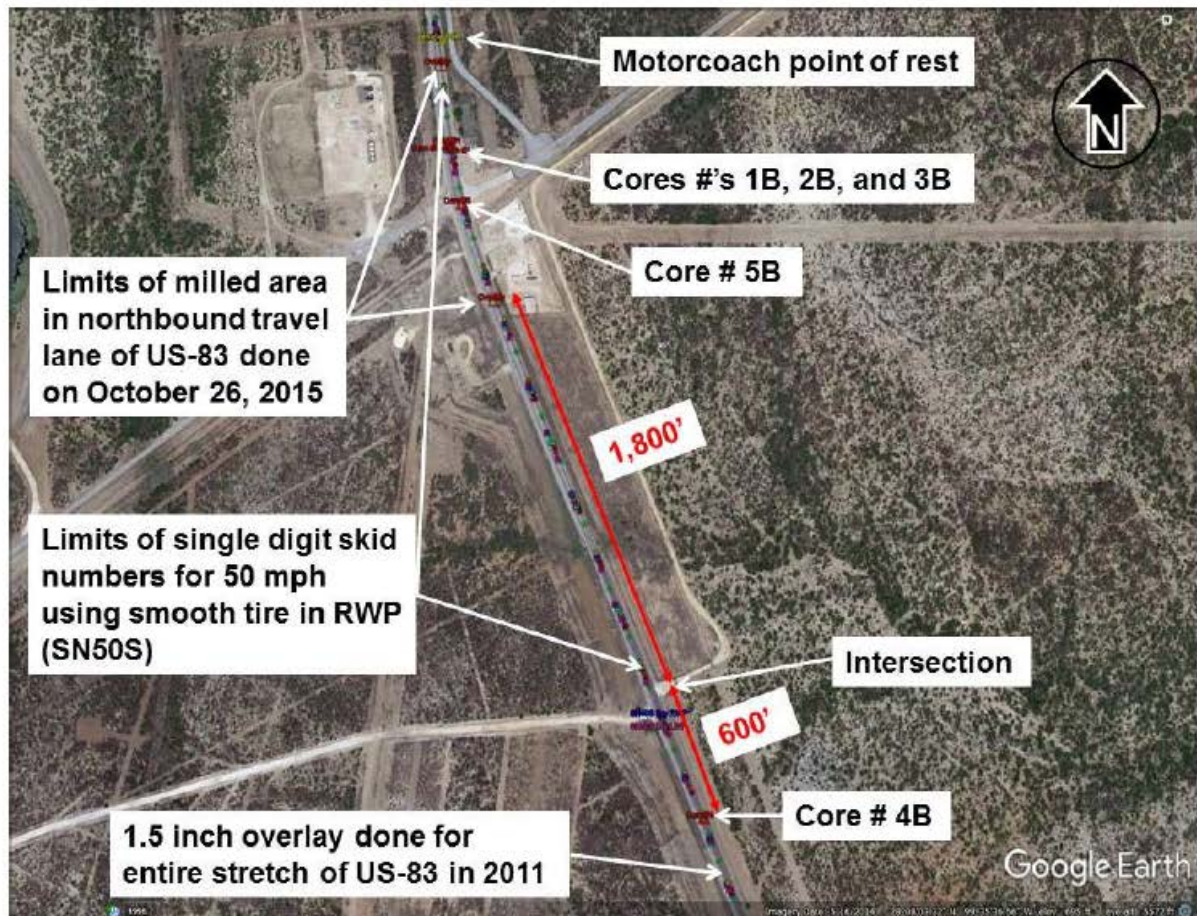 Motorcoach point of rest
N
Cores #'s 1B, 2B, and 3B
Core # 5B
Limits of milled area
in northbound travel
lane of US-83 done
on October 26, 2015
1,800'
Limits of single digit skid
numbers for 50 mph
using smooth tire in RWP
(SN50S)
Intersection
600'
Core # 4B
1.5 inch overlay done for
entire stretch of US-83 in 2011
Google Earth